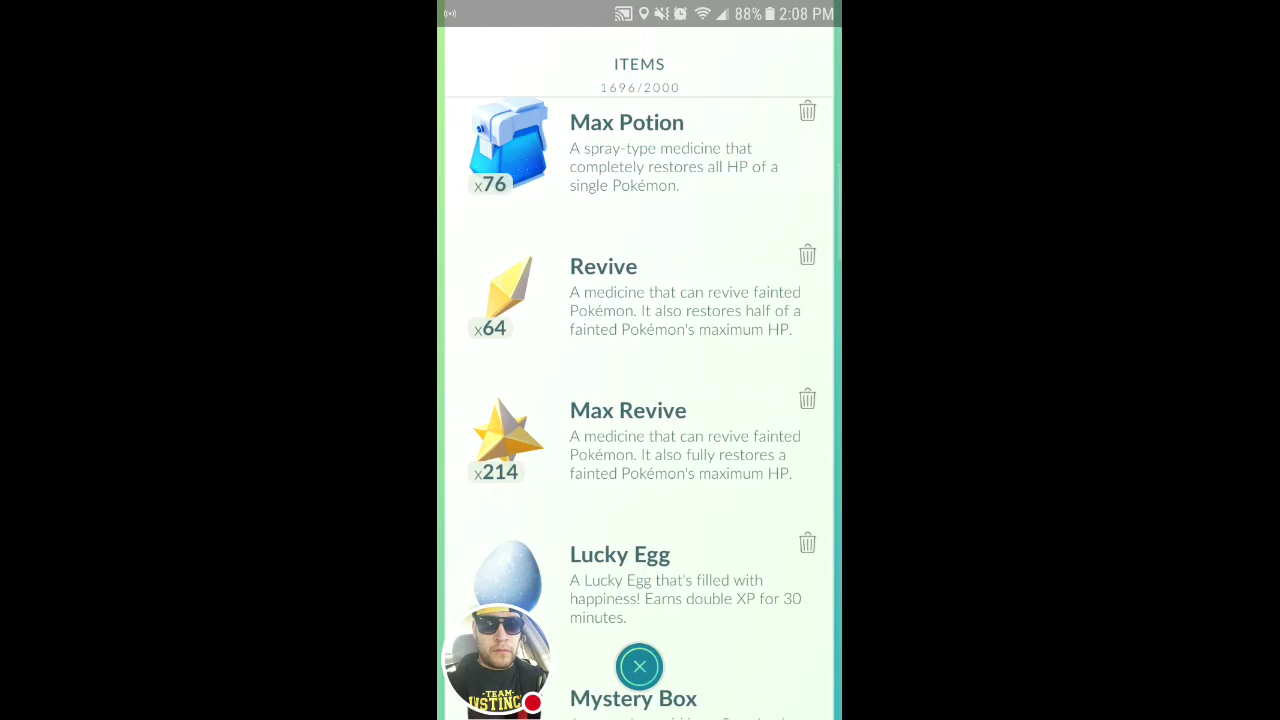 88% 2:08 PM
ITEMS
1696/2000
Max Potion
A spray-type medicine that
completely restores all HP of a
single Pokémon.
x76
Revive
A medicine that can revive fainted
Pokémon. It also restores half of a
fainted Pokémon's maximum HP.
x64
Max Revive
A medicine that can revive fainted
Pokémon. It also fully restores a
fainted Pokémon's maximum HP.
x214
Lucky Egg
A Lucky Egg that's filled with
happiness! Earns double XP for 30
minutes.
-TEAM-
INSTINCT
Mystery Box